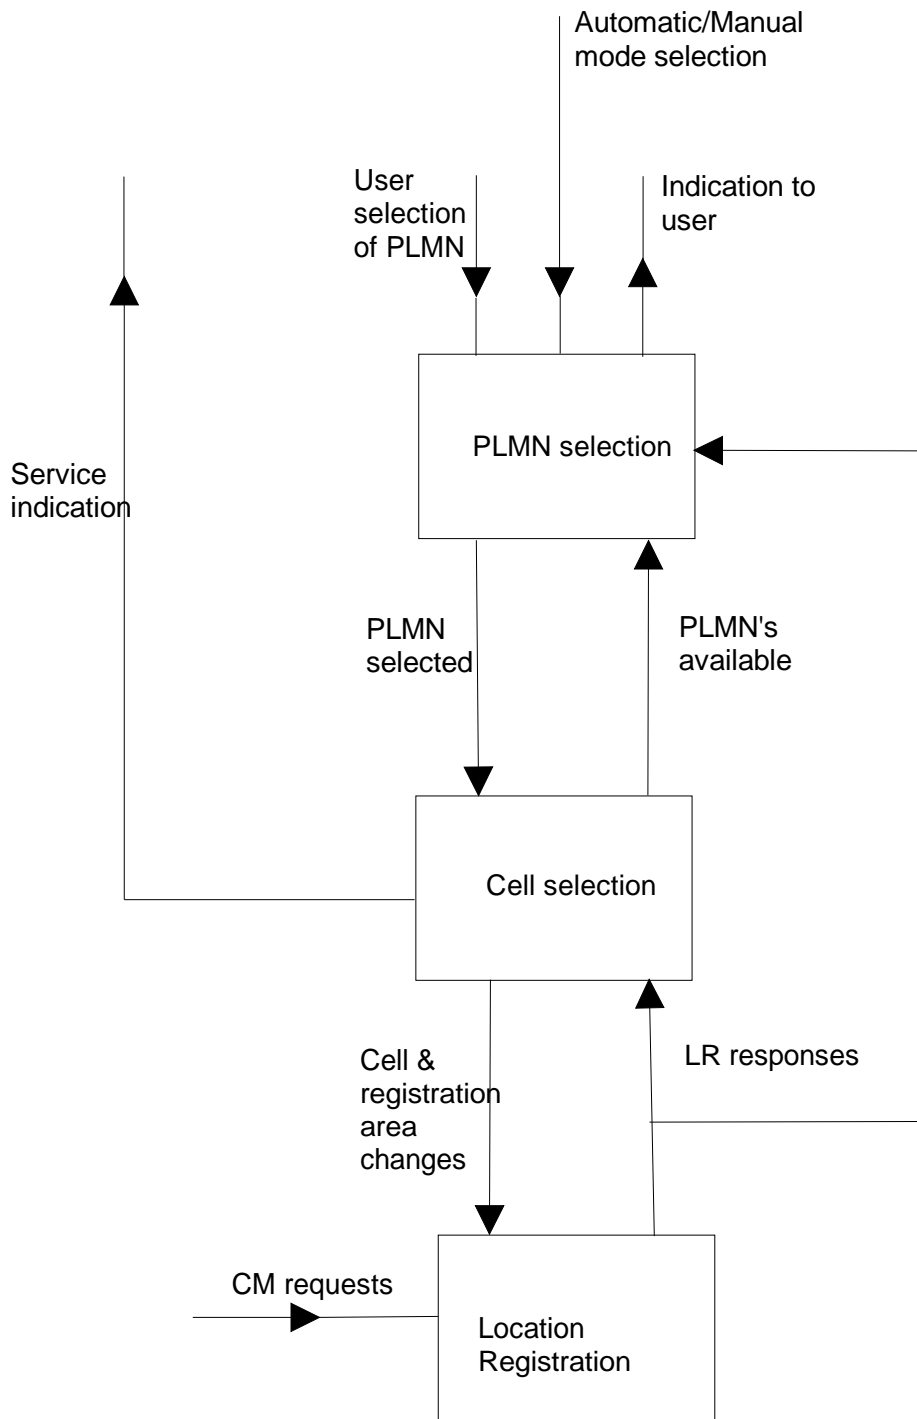 Automatic/Manual
mode selection
User
selection
of PLMN
Indication to
user
PLMN selection
Service
indication
PLMN
selected
PLMN's
available
Cell selection
Cell &
registration
area
changes
LR responses
CM requests
Location
Registration